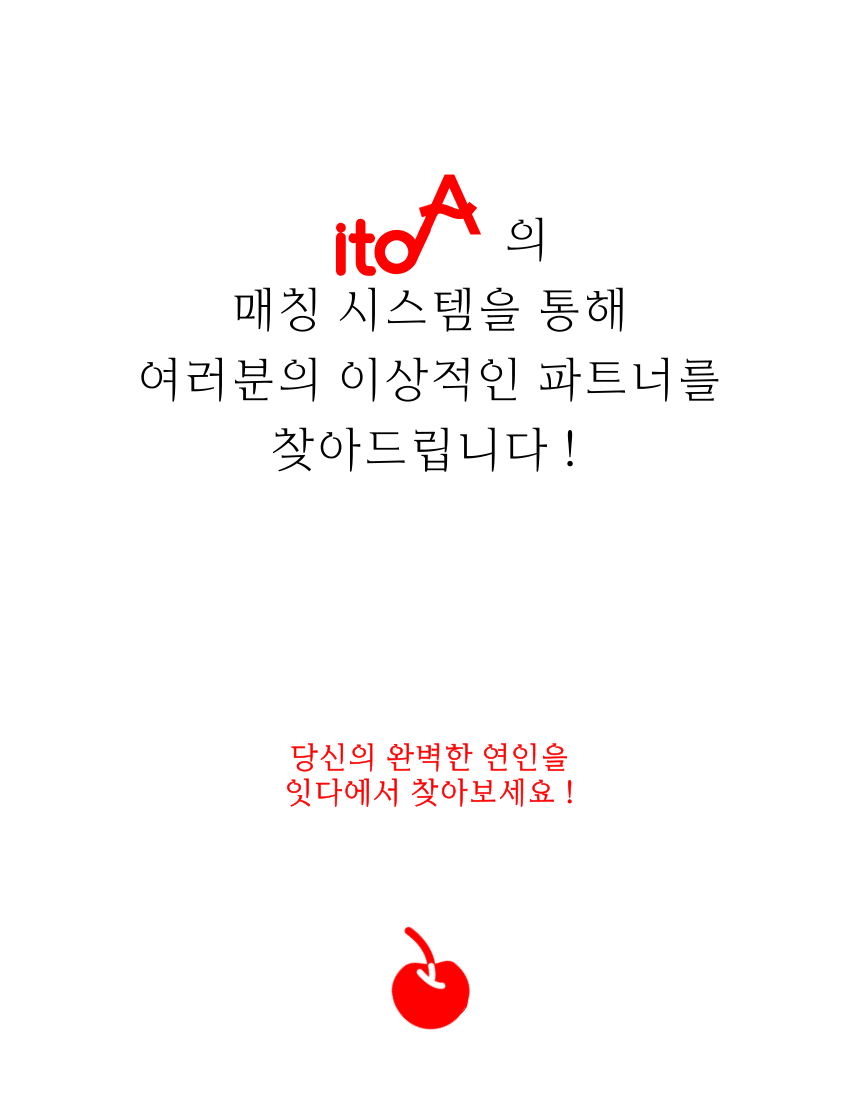 itoA 의
매칭 시스템을 통해
여러분의 이상적인 파트너를
찾아드립니다 !
당신의 완벽한 연인을
잇다에서 찾아보세요 !